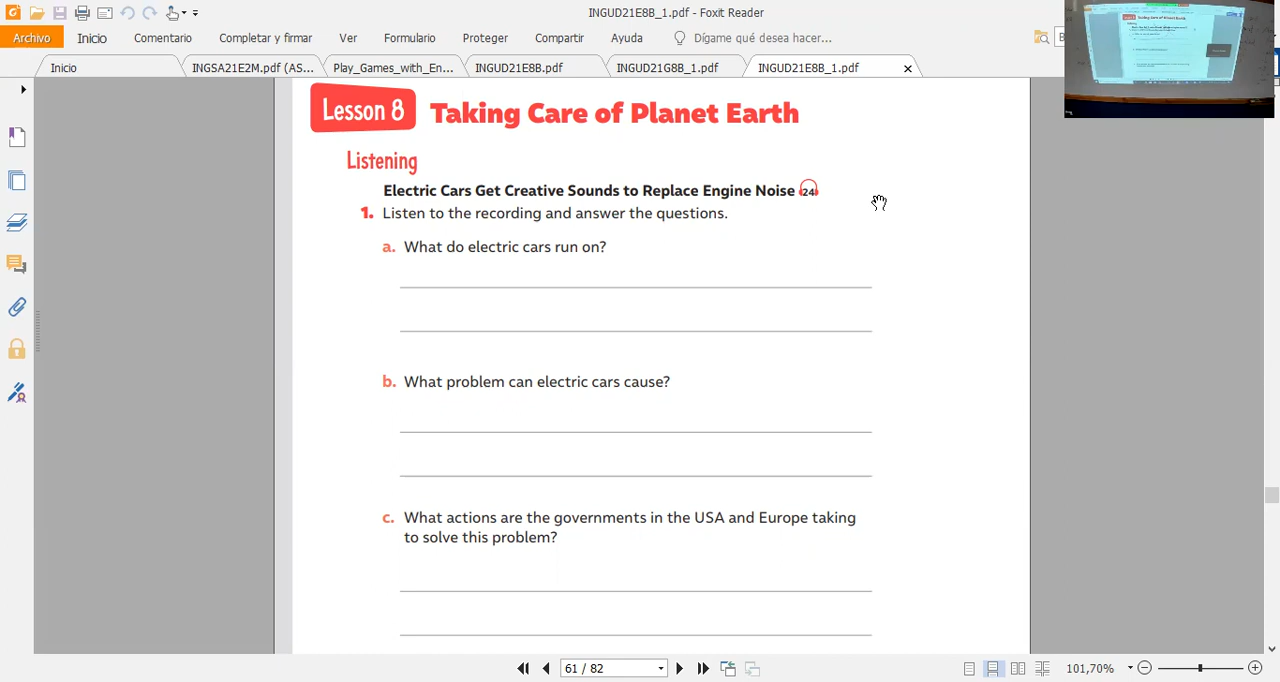 INGUD21E8B_1.pdf - Foxit Reader
Archivo Inicio Comentario Completar y firmar Ver Formulario Proteger Compartir Ayuda Dígame qué desea hacer...
Inicio INGSA21E2M.pdf (AS... Play_Games_with_En... INGUD21E8B.pdf INGUD21G8B_1.pdf INGUD21E8B_1.pdf
Lesson 8 Taking Care of Planet Earth
Listening
Electric Cars Get Creative Sounds to Replace Engine Noise 24
1. Listen to the recording and answer the questions.
a. What do electric cars run on?
b. What problem can electric cars cause?
c. What actions are the governments in the USA and Europe taking
to solve this problem?
61 / 82
101,70%